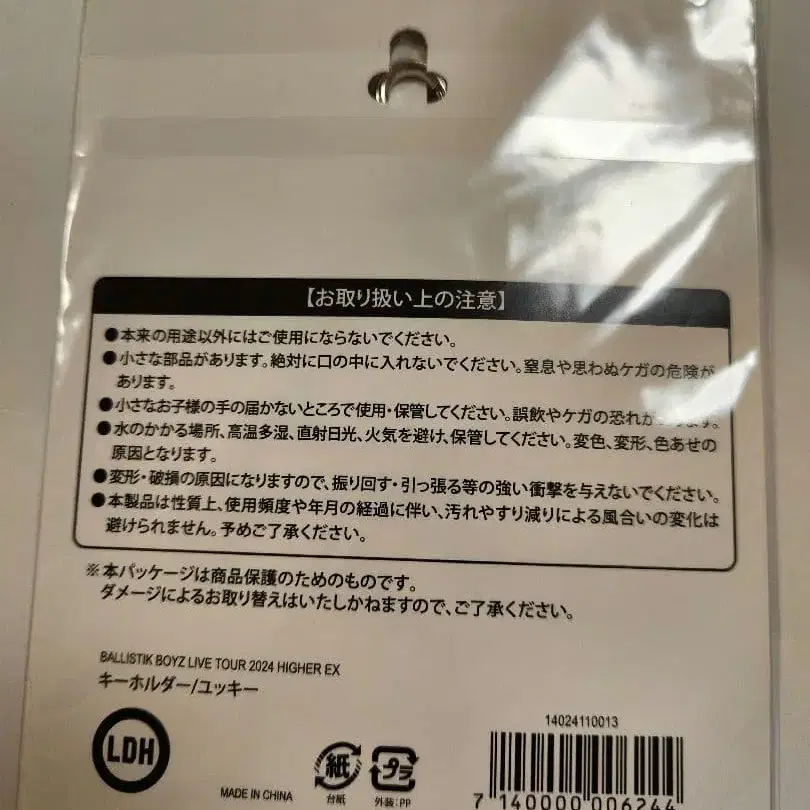 【お取り扱い上の注意】
●本来の用途以外にはご使用にならないでください。
●小さな部品があります。絶対に口の中に入れないでください。窒息や思わぬケガの危険が
あります。
●小さなお子様の手の届かないところで使用・保管してください。誤飲やケガの恐れがあります。
●水のかかる場所、高温多湿、直射日光、火気を避け、保管してください。変色、変形、色あせの
原因となります。
●変形・破損の原因になりますので、振り回す・引っ張る等の強い衝撃を与えないでください。
●本製品は性質上、使用頻度や年月の経過に伴い、汚れやすり減りによる風合いの変化は
避けられません。予めご了承ください。
※本パッケージは商品保護のためのものです。
ダメージによるお取り替えはいたしかねますので、ご了承ください。
BALLISTIK BOYZ LIVE TOUR 2024 HIGHER EX
キーホルダー/ユッキー
LDH
MADE IN CHINA
紙
台紙
プラ
外装:PP
14024110013
7 140000 006244